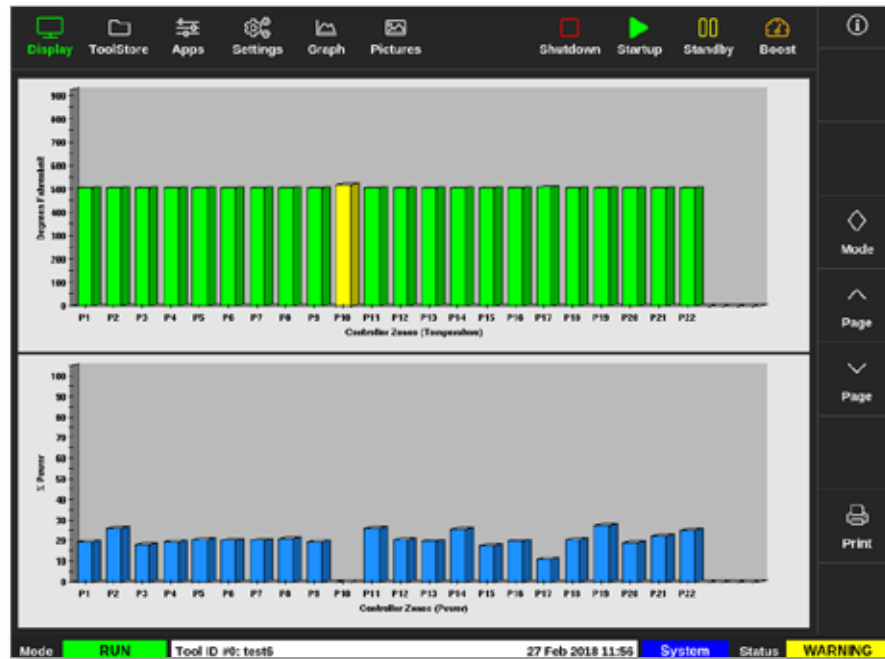 Display ToolStore Apps Settings Graph Pictures Shutdown Startup Standby Boost
Mode
Page
Page
Print
Degrees Fahrenheit
900
800
700
600
500
400
300
200
100
0
P1 P2 P3 P4 P5 P6 P7 P8 P9 P10 P11 P12 P13 P14 P15 P16 P17 P18 P19 P20 P21 P22
Controller Zones (Temperature)
% Power
100
90
80
70
60
50
40
30
20
10
0
P1 P2 P3 P4 P5 P6 P7 P8 P9 P10 P11 P12 P13 P14 P15 P16 P17 P18 P19 P20 P21 P22
Controller Zones (Power)
Mode RUN Tool ID #0: test6 27 Feb 2018 11:56 System Status WARNING